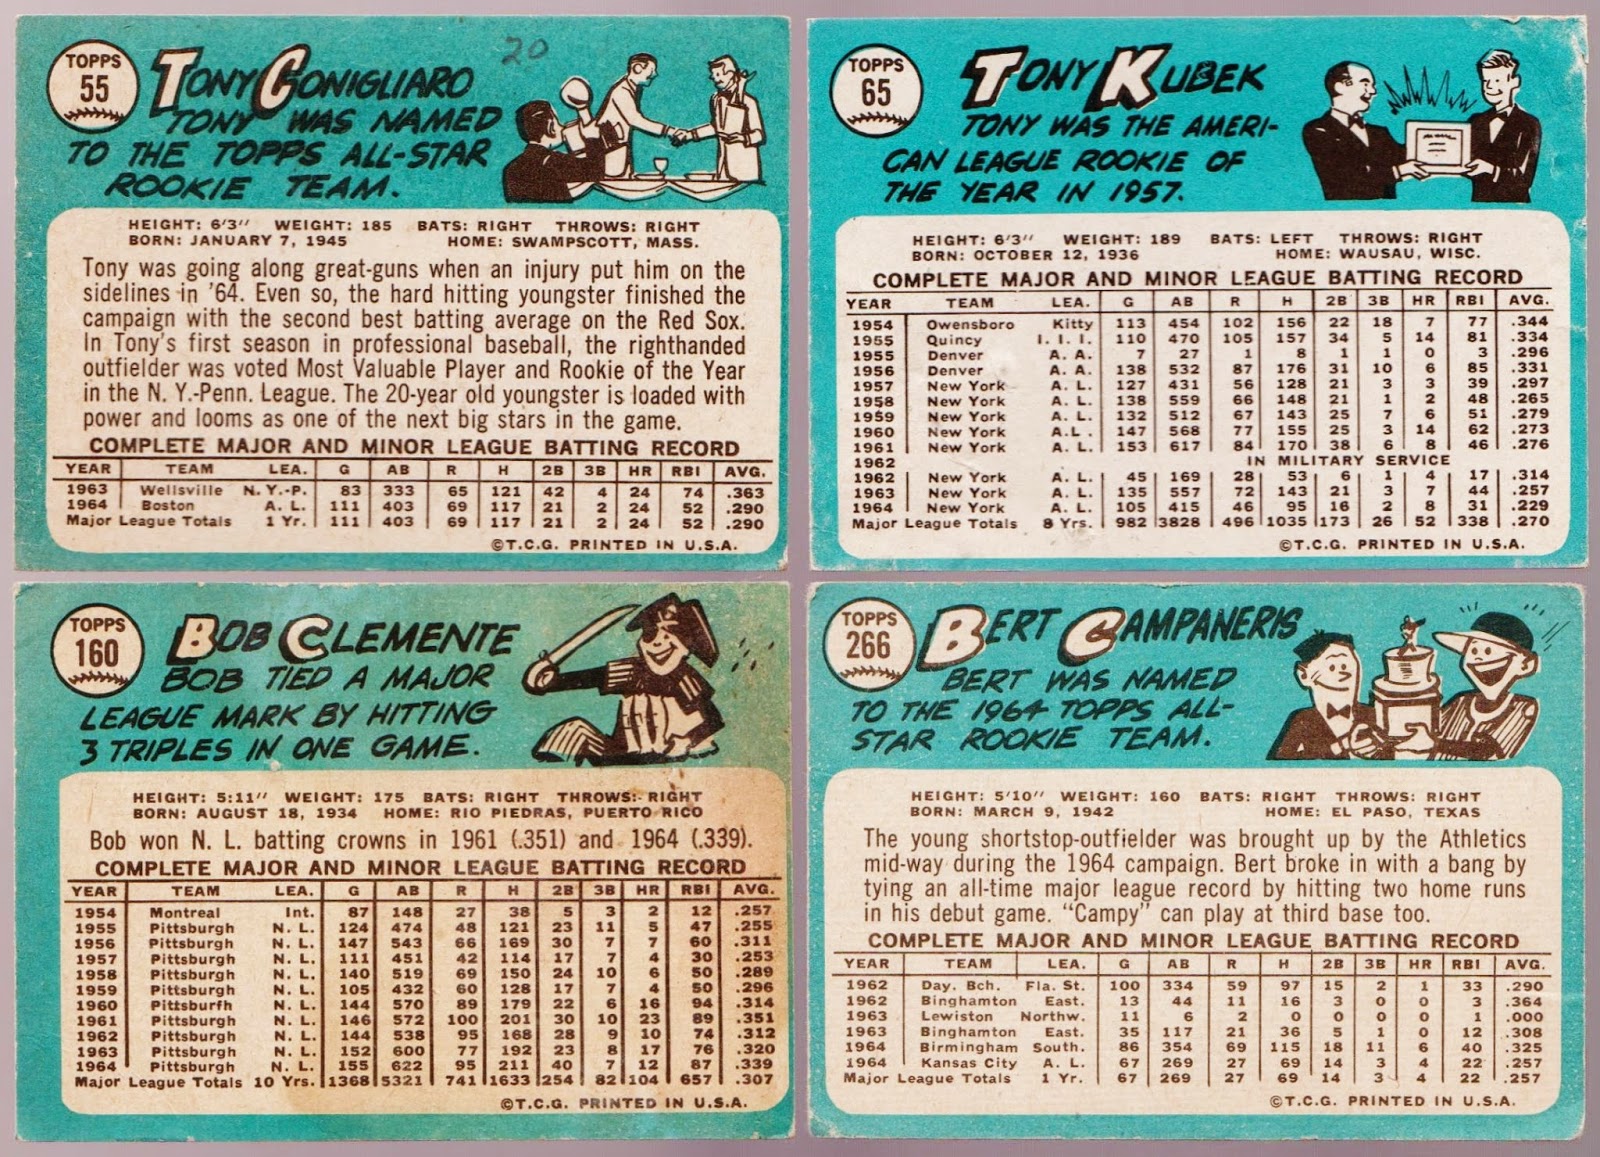 TOPPS
55
20
TONY CONIGLIARO
TONY WAS NAMED
TO THE TOPPS ALL-STAR
ROOKIE TEAM.
HEIGHT: 6'3" WEIGHT: 185 BATS: RIGHT THROWS: RIGHT
BORN: JANUARY 7, 1945 HOME: SWAMPSCOTT, MASS.
Tony was going along great-guns when an injury put him on the
sidelines in '64. Even so, the hard hitting youngster finished the
campaign with the second best batting average on the Red Sox.
In Tony's first season in professional baseball, the righthanded
outfielder was voted Most Valuable Player and Rookie of the Year
in the N. Y.-Penn. League. The 20-year old youngster is loaded with
power and looms as one of the next big stars in the game.
COMPLETE MAJOR AND MINOR LEAGUE BATTING RECORD
YEAR TEAM LEA. G AB R H 2B 3B HR RBI AVG.
1963 Wellsville N. Y.-P. 83 333 65 121 42 4 24 74 .363
1964 Boston A. L. 111 403 69 117 21 2 24 52 .290
Major League Totals 1 Yr. 111 403 69 117 21 2 24 52 .290
©T.C.G. PRINTED IN U.S.A.
TOPPS
65
TONY KUBEK
TONY WAS THE AMERI-
CAN LEAGUE ROOKIE OF
THE YEAR IN 1957.
HEIGHT: 6'3" WEIGHT: 189 BATS: LEFT THROWS: RIGHT
BORN: OCTOBER 12, 1936 HOME: WAUSAU, WISC.
COMPLETE MAJOR AND MINOR LEAGUE BATTING RECORD
YEAR TEAM LEA. G AB R H 2B 3B HR RBI AVG.
1954 Owensboro Kitty 113 454 102 156 22 18 7 77 .344
1955 Quincy I. I. I. 110 470 105 157 34 5 14 81 .334
1955 Denver A. A. 7 27 1 8 1 1 0 3 .296
1956 Denver A. A. 138 532 87 176 31 10 6 85 .331
1957 New York A. L. 127 431 56 128 21 3 3 39 .297
1958 New York A. L. 138 559 66 148 21 1 2 48 .265
1959 New York A. L. 132 512 67 143 25 7 6 51 .279
1960 New York A.L. 147 568 77 155 25 3 14 62 .273
1961 New York A. L. 153 617 84 170 38 6 8 46 .276
1962 IN MILITARY SERVICE
1962 New York A. L. 45 169 28 53 6 1 4 17 .314
1963 New York A. L. 135 557 72 143 21 3 7 44 .257
1964 New York A. L. 105 415 46 95 16 2 8 31 .229
Major League Totals 8 Yrs. 982 3828 496 1035 173 26 52 338 .270
©T.C.G. PRINTED IN U.S.A.
TOPPS
160
BOB CLEMENTE
BOB TIED A MAJOR
LEAGUE MARK BY HITTING
3 TRIPLES IN ONE GAME.
HEIGHT: 5:11" WEIGHT: 175 BATS: RIGHT THROWS: RIGHT
BORN: AUGUST 18, 1934 HOME: RIO PIEDRAS, PUERTO RICO
Bob won N. L. batting crowns in 1961 (.351) and 1964 (.339).
COMPLETE MAJOR AND MINOR LEAGUE BATTING RECORD
YEAR TEAM LEA. G AB R H 2B 3B HR RBI AVG.
1954 Montreal Int. 87 148 27 38 5 3 2 12 .257
1955 Pittsburgh N. L. 124 474 48 121 23 11 5 47 .255
1956 Pittsburgh N. L. 147 543 66 169 30 7 7 60 .311
1957 Pittsburgh N. L. 111 451 42 114 17 7 4 30 .253
1958 Pittsburgh N. L. 140 519 69 150 24 10 6 50 .289
1959 Pittsburgh N. L. 105 432 60 128 17 7 4 50 .296
1960 Pittsburfh N. L. 144 570 89 179 22 6 16 94 .314
1961 Pittsburgh N. L. 146 572 100 201 30 10 23 89 .351
1962 Pittsburgh N. L. 144 538 95 168 28 9 10 74 .312
1963 Pittsburgh N. L. 152 600 77 192 23 8 17 76 .320
1964 Pittsburgh N. L. 155 622 95 211 40 7 12 87 .339
Major League Totals 10 Yrs. 1368 5321 741 1633 254 82 104 657 .307
©T.C.G. PRINTED IN U.S.A.
TOPPS
266
BERT CAMPANERIS
BERT WAS NAMED
TO THE 1964 TOPPS ALL-
STAR ROOKIE TEAM.
HEIGHT: 5'10" WEIGHT: 160 BATS: RIGHT THROWS: RIGHT
BORN: MARCH 9, 1942 HOME: EL PASO, TEXAS
The young shortstop-outfielder was brought up by the Athletics
mid-way during the 1964 campaign. Bert broke in with a bang by
tying an all-time major league record by hitting two home runs
in his debut game. "Campy" can play at third base too.
COMPLETE MAJOR AND MINOR LEAGUE BATTING RECORD
YEAR TEAM LEA. G AB R H 2B 3B HR RBI AVG.
1962 Day. Bch. Fla. St. 100 334 59 97 15 2 1 33 .290
1962 Binghamton East. 13 44 11 16 3 0 0 3 .364
1963 Lewiston Northw. 11 6 2 0 0 0 0 1 .000
1963 Binghamton East. 35 117 21 36 5 1 0 12 .308
1964 Birmingham South. 86 354 69 115 18 11 6 40 .325
1964 Kansas City A. L. 67 269 27 69 14 3 4 22 .257
Major League Totals 1 Yr. 67 269 27 69 14 3 4 22 .257
©T.C.G. PRINTED IN U.S.A.